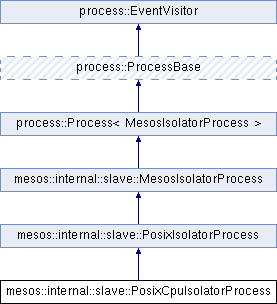 process::EventVisitor
process::ProcessBase
process::Process< MesosIsolatorProcess >
mesos::internal::slave::MesosIsolatorProcess
mesos::internal::slave::PosixIsolatorProcess
mesos::internal::slave::PosixCpuIsolatorProcess